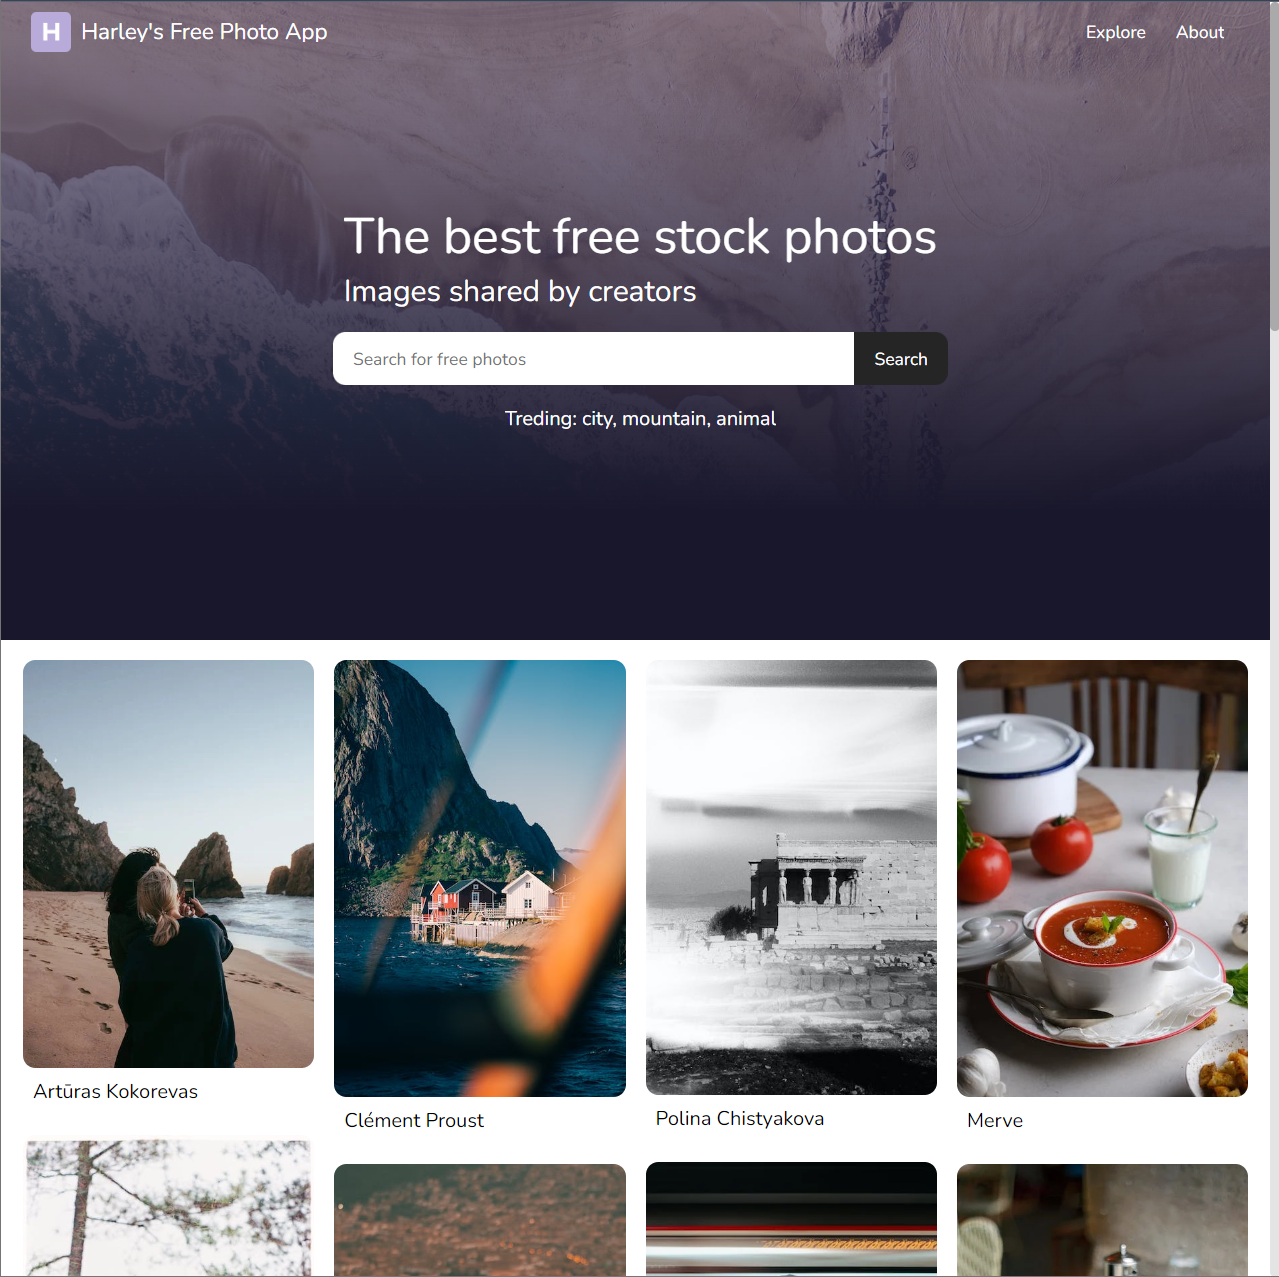 H Harley's Free Photo App
Explore About
The best free stock photos
Images shared by creators
Search for free photos Search
Treding: city, mountain, animal
Artūras Kokorevas
Clément Proust
Polina Chistyakova
Merve